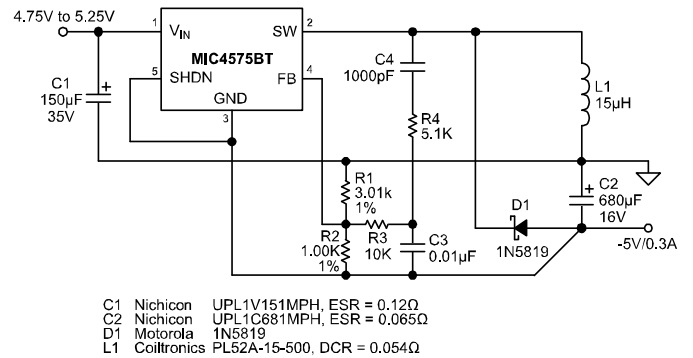 4.75V to 5.25V
1
VIN
SW
2
MIC4575BT
5
SHDN
FB
4
GND
3
C1
150µF
35V
+
C4
1000pF
R4
5.1K
L1
15µH
R1
3.01k
1%
R2
1.00K
1%
R3
10K
C3
0.01µF
D1
1N5819
+
C2
680µF
16V
-5V/0.3A
C1 Nichicon UPL1V151MPH, ESR = 0.12Ω
C2 Nichicon UPL1C681MPH, ESR = 0.065Ω
D1 Motorola 1N5819
L1 Coiltronics PL52A-15-500, DCR = 0.054Ω